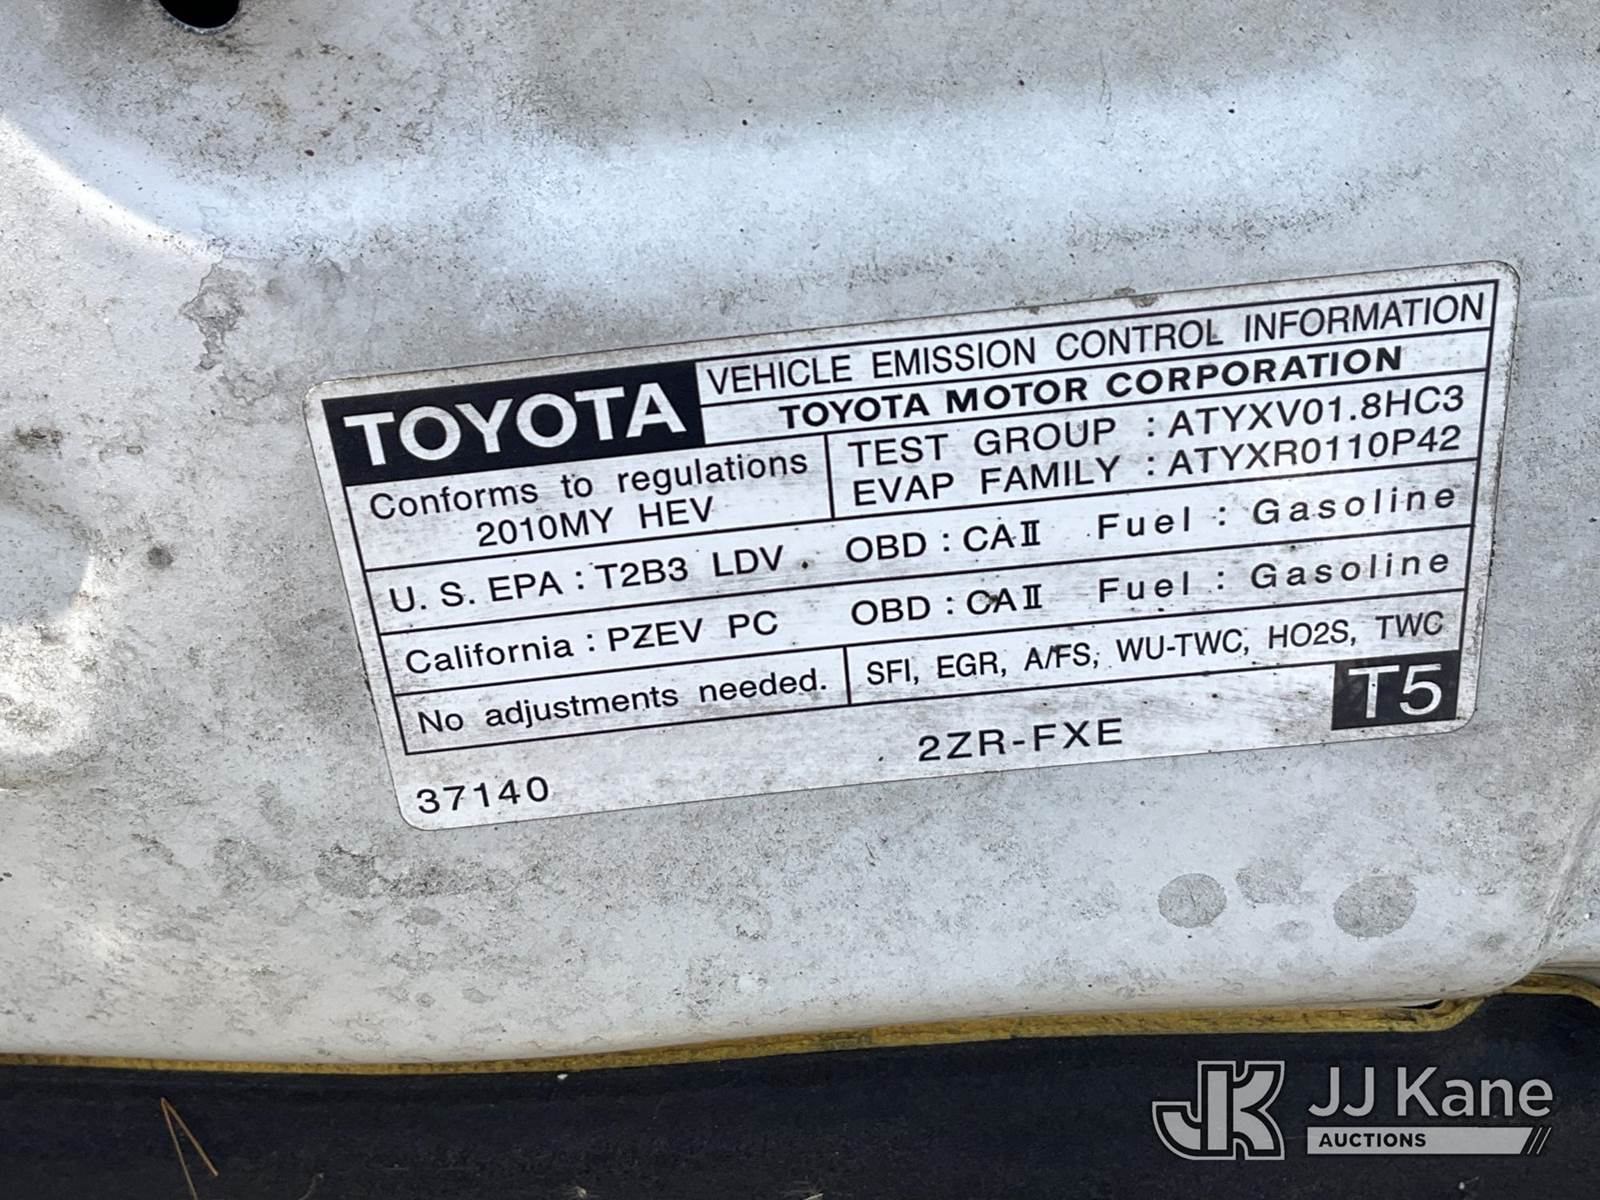 TOYOTA
VEHICLE EMISSION CONTROL INFORMATION
TOYOTA MOTOR CORPORATION
Conforms to regulations
2010MY HEV
TEST GROUP : ATYXV01.8HC3
EVAP FAMILY : ATYXR0110P42
U. S. EPA : T2B3 LDV OBD : CAⅡ Fuel : Gasoline
California : PZEV PC OBD : CAⅡ Fuel : Gasoline
No adjustments needed. SFI, EGR, A/FS, WU-TWC, HO2S, TWC
T5
2ZR-FXE
37140
JK JJ Kane
AUCTIONS